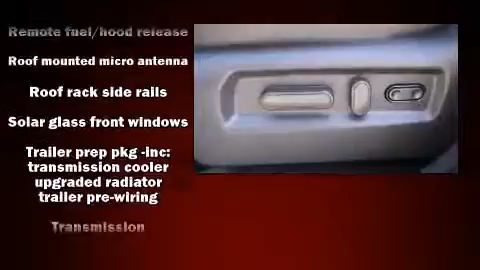 Remote fuel/hood release
Roof mounted micro antenna
Roof rack side rails
Solar glass front windows
Trailer prep pkg -inc:
transmission cooler
upgraded radiator
trailer pre-wiring
Transmission